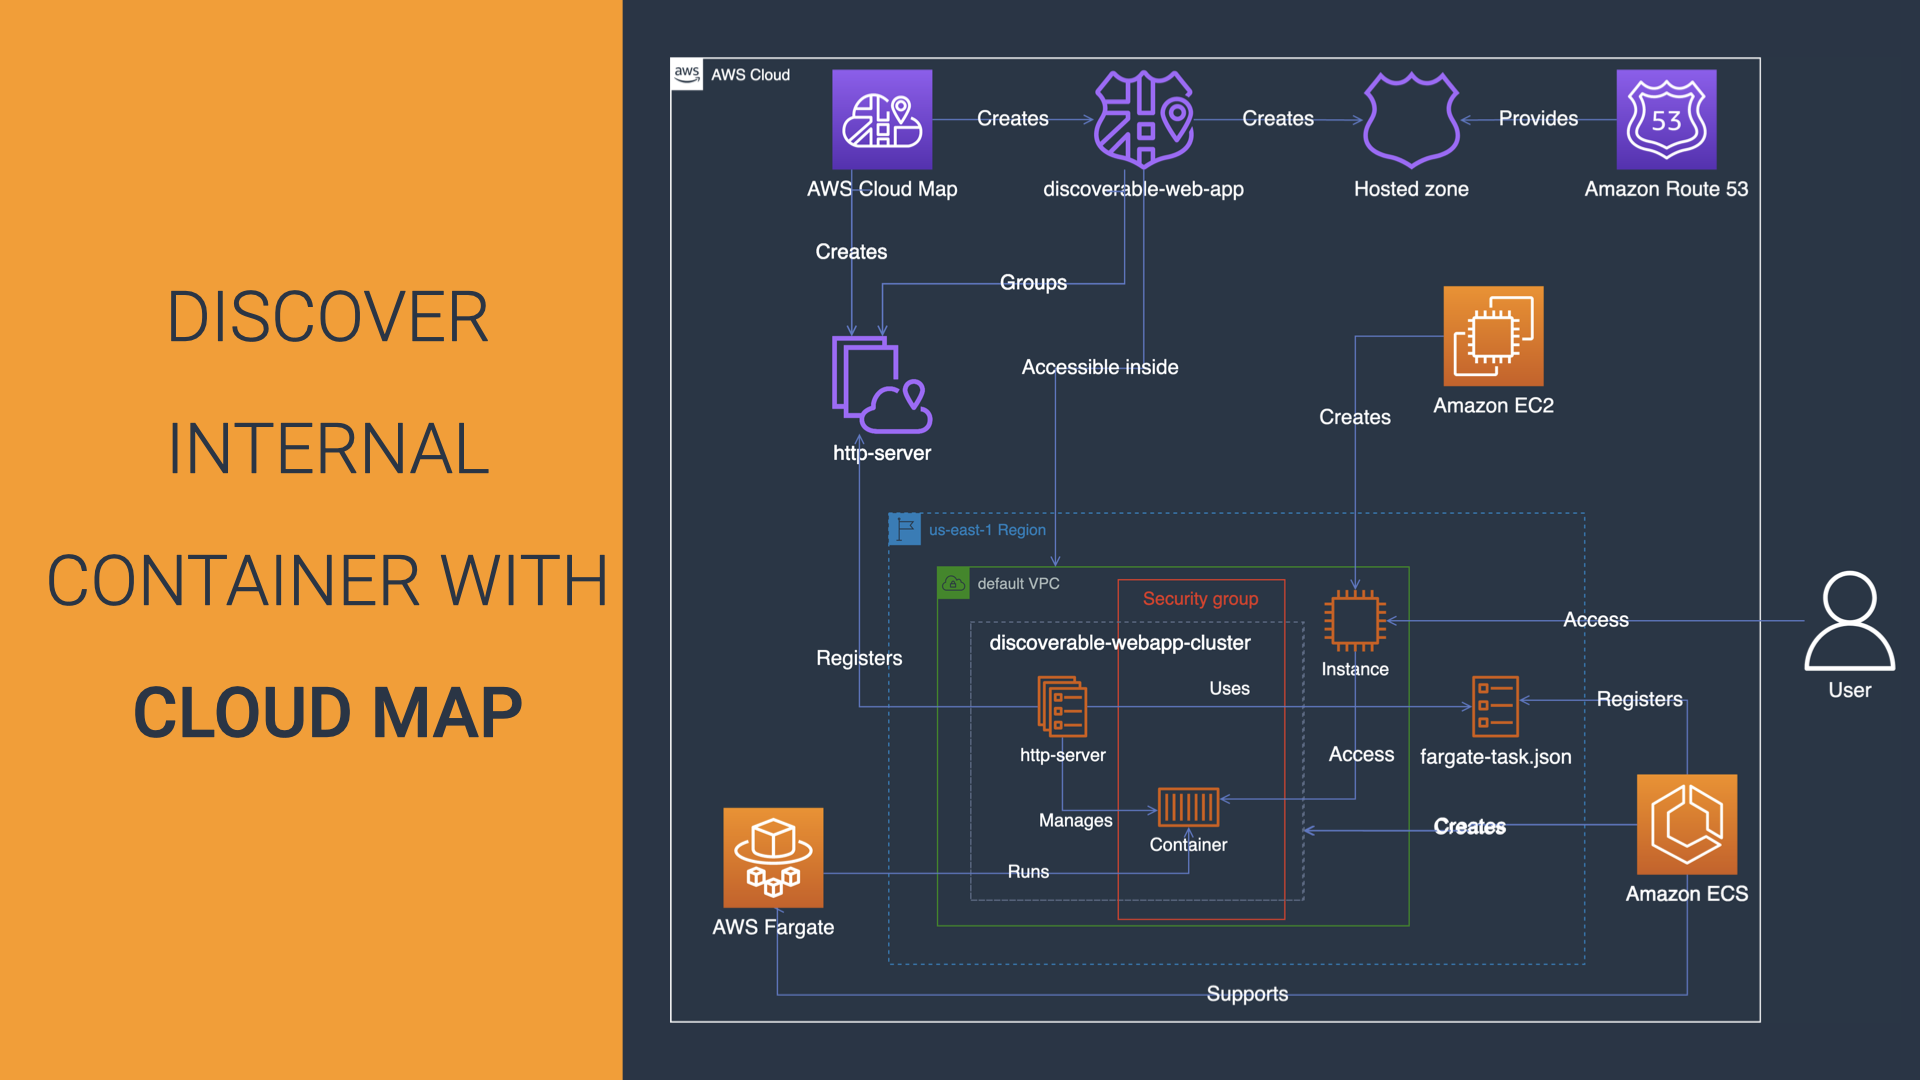 DISCOVER
INTERNAL
CONTAINER WITH
CLOUD MAP
aws
AWS Cloud
Creates
Creates
Provides
53
AWS Cloud Map
discoverable-web-app
Hosted zone
Amazon Route 53
Creates
Groups
Accessible inside
Amazon EC2
Creates
http-server
us-east-1 Region
default VPC
Security group
discoverable-webapp-cluster
Access
Instance
Registers
Uses
User
Registers
http-server
Access
fargate-task.json
Manages
Creates
Container
Runs
Amazon ECS
AWS Fargate
Supports